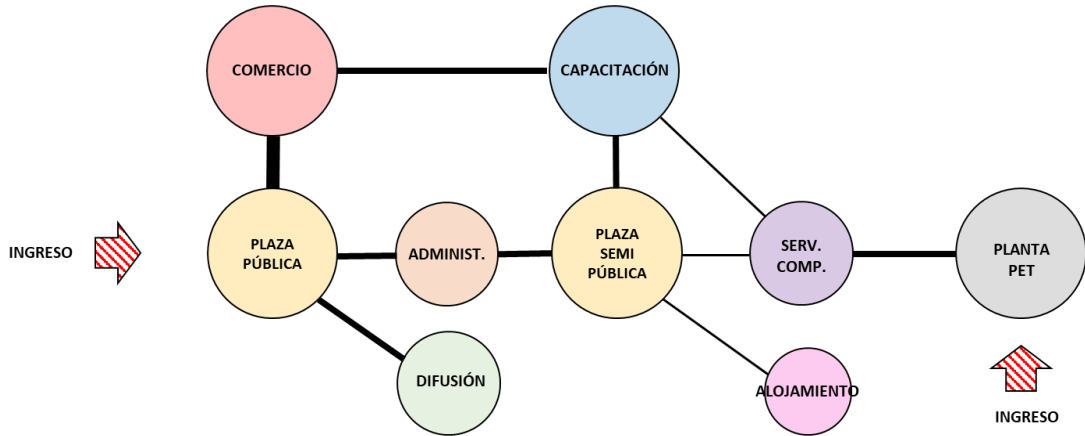 COMERCIO
CAPACITACIÓN
INGRESO
PLAZA
PÚBLICA
ADMINIST.
PLAZA
SEMI
PÚBLICA
SERV.
COMP.
PLANTA
PET
DIFUSIÓN
ALOJAMIENTO
INGRESO